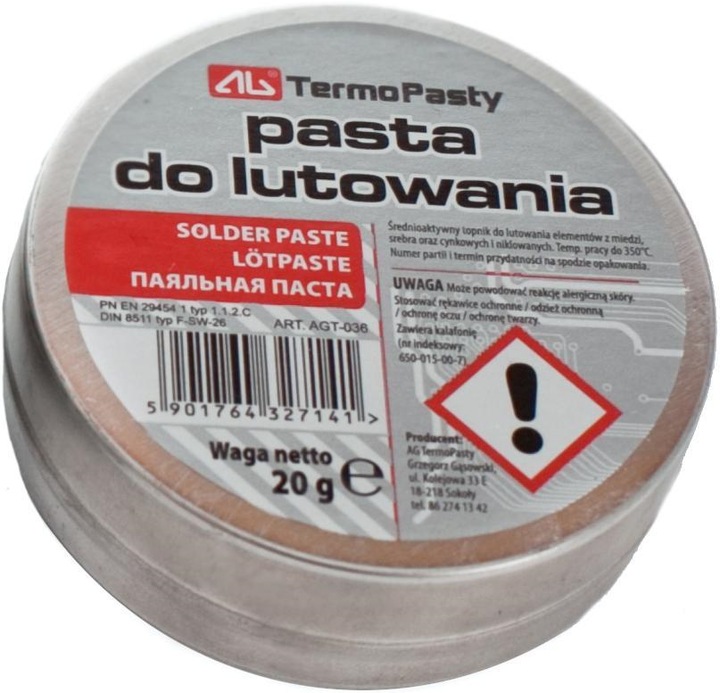 AG TermoPasty
pasta
do lutowania
SOLDER PASTE
LÖTPASTE
ПАЯЛЬНАЯ ПАСТА
PN EN 29454 1 typ 1.1.2.C
DIN 8511 typ F-SW-26
ART. AGT-036
5 901764 327141 >
Waga netto
20 g e
Średnioaktywny topnik do lutowania elementów z miedzi,
srebra oraz cynkowych i niklowanych. Temp. pracy do 350°C.
Numer partii i termin przydatności na spodzie opakowania.
UWAGA Może powodować reakcję alergiczną skóry.
Stosować rękawice ochronne / odzież ochronną
/ ochronę oczu / ochronę twarzy.
Zawiera kalafonię
(nr indeksowy:
650-015-00-7)
Producent:
AG TermoPasty
Grzegorz Gąsowski,
ul. Kolejowa 33 E
18-218 Sokoły
tel. 86 274 13 42